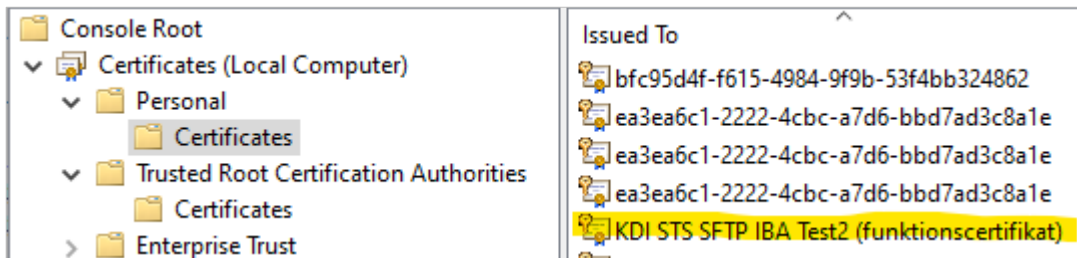 Console Root
Certificates (Local Computer)
Personal
Certificates
Trusted Root Certification Authorities
Certificates
Enterprise Trust
Issued To
bfc95d4f-f615-4984-9f9b-53f4bb324862
ea3ea6c1-2222-4cbc-a7d6-bbd7ad3c8a1e
ea3ea6c1-2222-4cbc-a7d6-bbd7ad3c8a1e
ea3ea6c1-2222-4cbc-a7d6-bbd7ad3c8a1e
KDI STS SFTP IBA Test2 (funktionscertifikat)